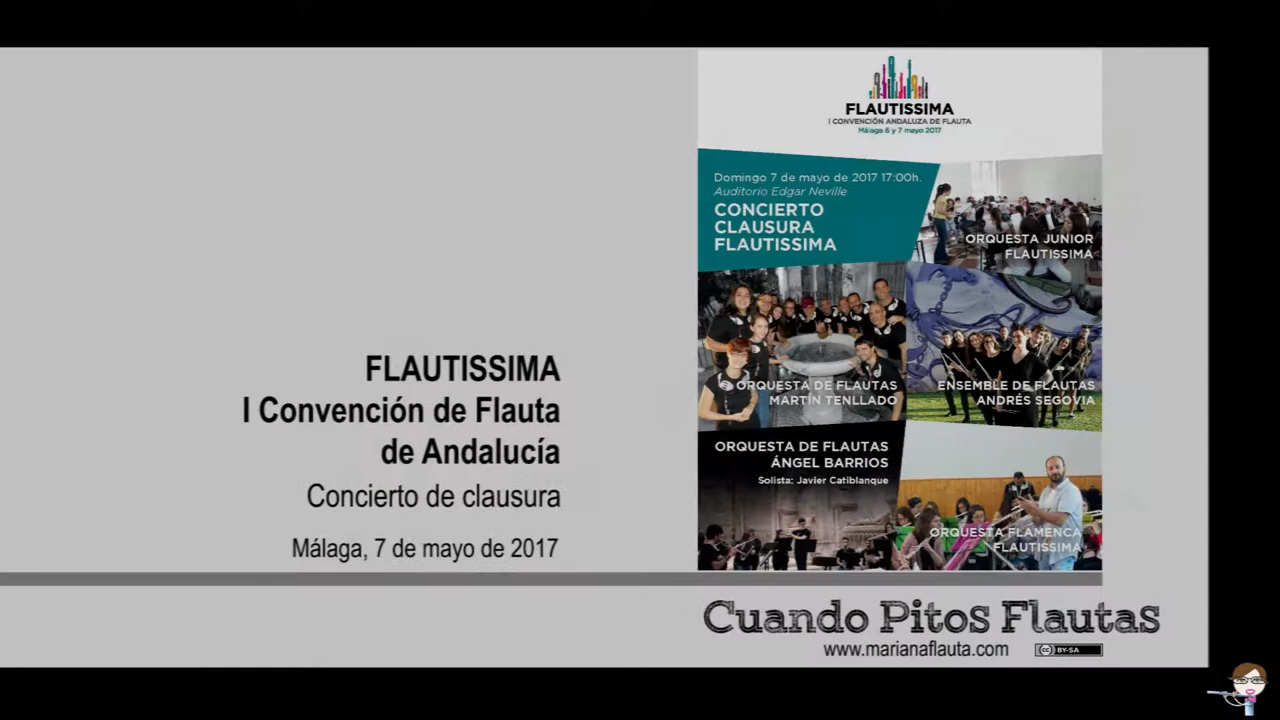 FLAUTISSIMA
I Convención de Flauta
de Andalucía
Concierto de clausura
Málaga, 7 de mayo de 2017
FLAUTISSIMA
I CONVENCIÓN ANDALUZA DE FLAUTA
Málaga 6 y 7 mayo 2017
Domingo 7 de mayo de 2017 17:00h.
Auditorio Edgar Neville
CONCIERTO
CLAUSURA
FLAUTISSIMA
ORQUESTA JUNIOR
FLAUTISSIMA
ORQUESTA DE FLAUTAS
MARTÍN TENLLADO
ENSEMBLE DE FLAUTAS
ANDRÉS SEGOVIA
ORQUESTA DE FLAUTAS
ÁNGEL BARRIOS
Solista: Javier Catiblanque
ORQUESTA FLAMENCA
FLAUTISSIMA
Cuando Pitos Flautas
www.marianaflauta.com
cc BY-SA